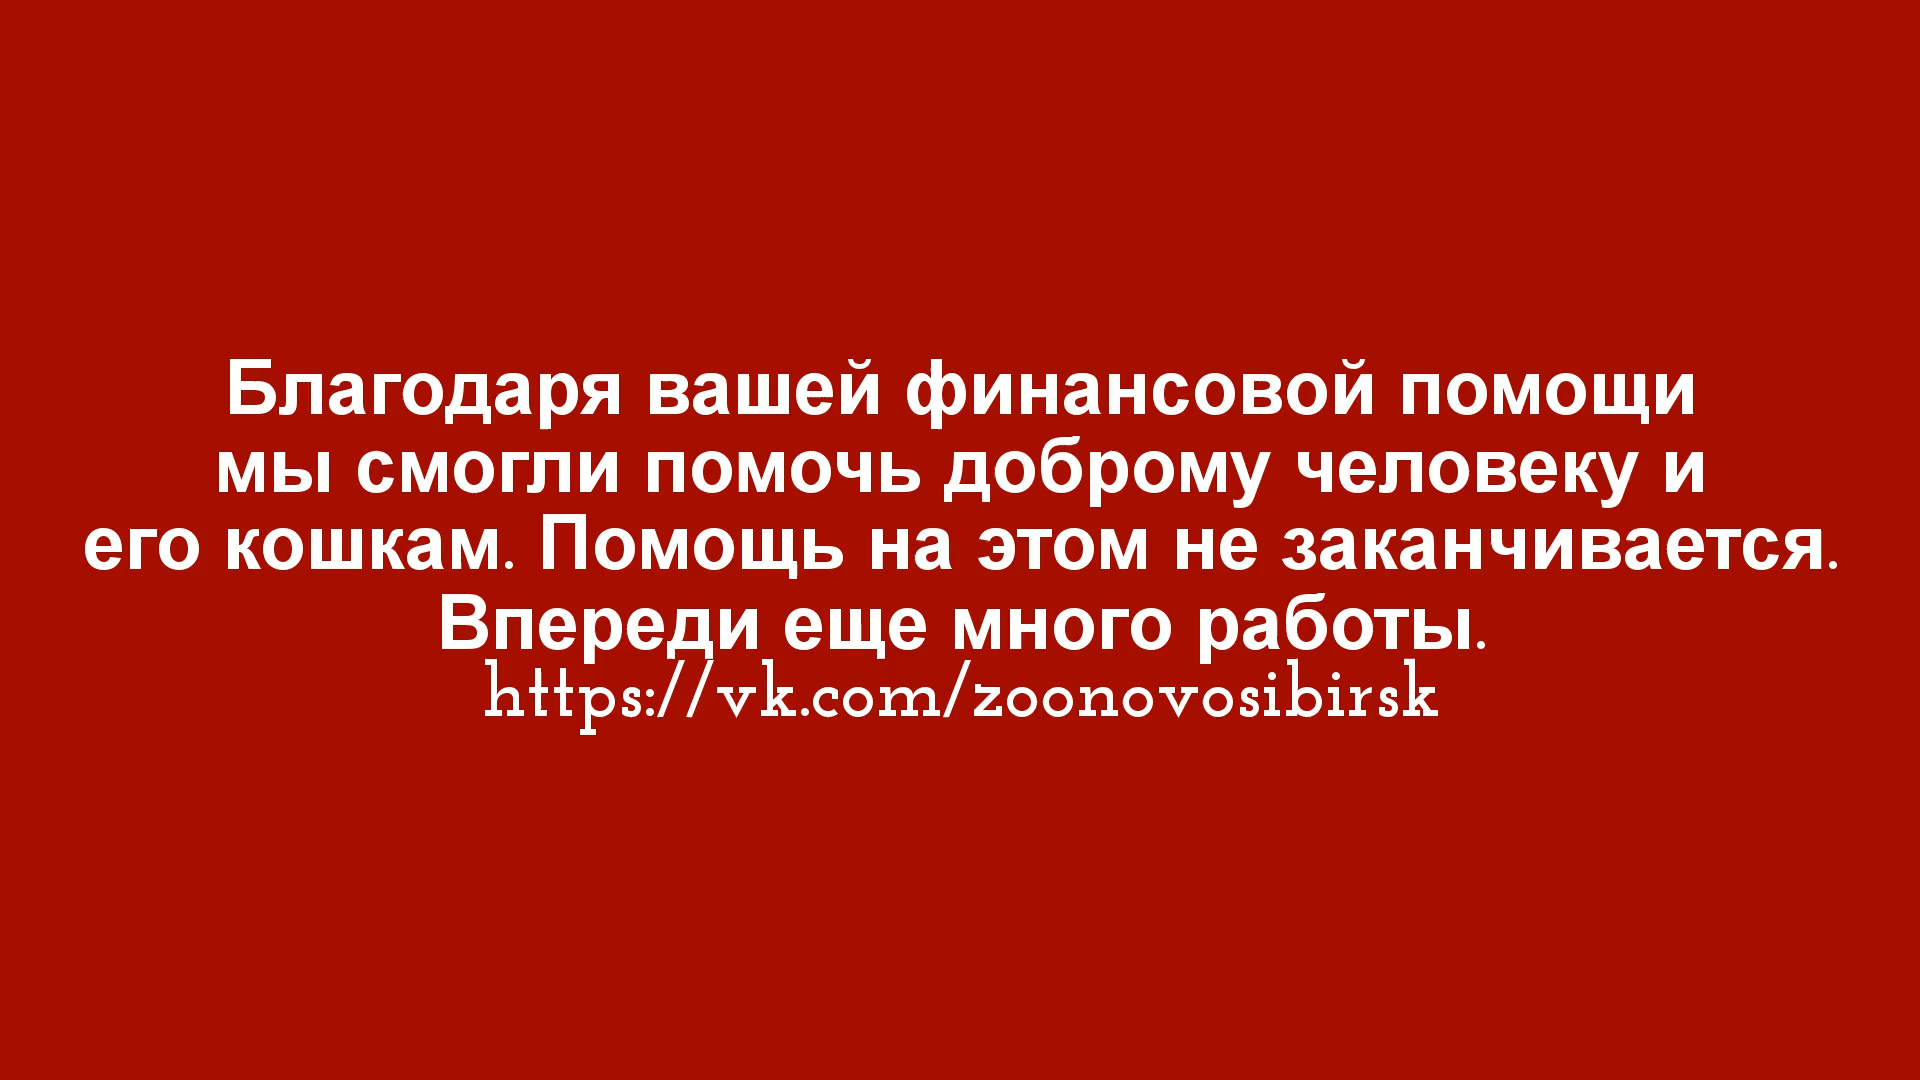 Благодаря вашей финансовой помощи
мы смогли помочь доброму человеку и
его кошкам. Помощь на этом не заканчивается.
Впереди еще много работы.
https://vk.com/zoonovosibirsk